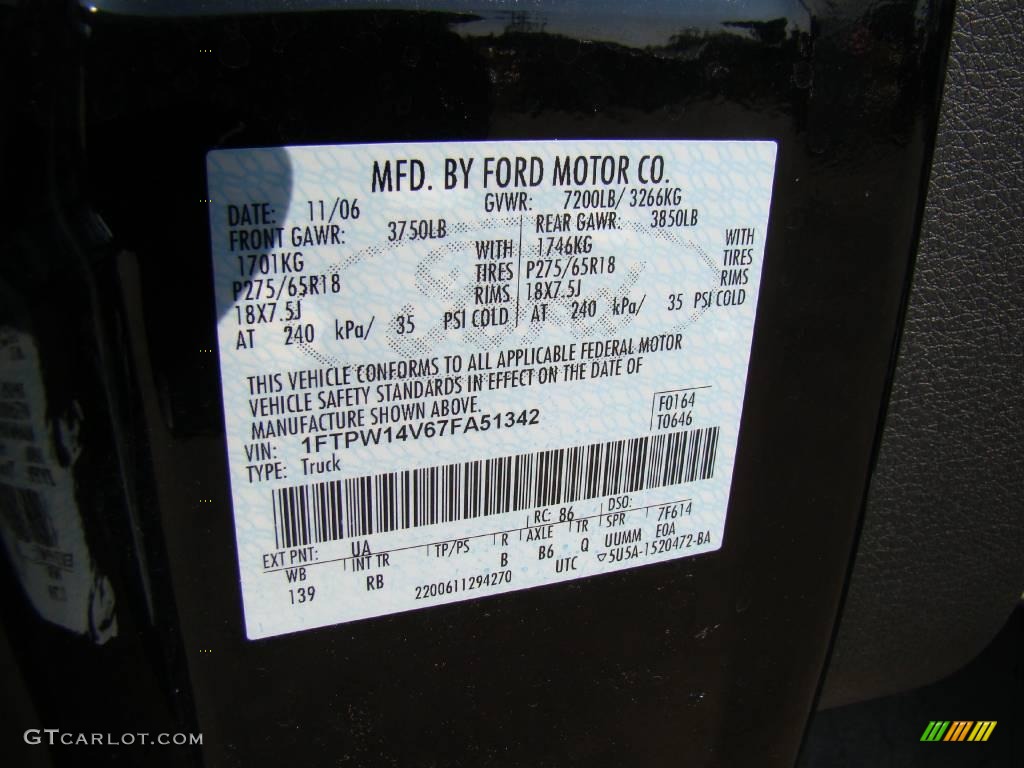 MFD. BY FORD MOTOR CO.
DATE: 11/06 GVWR: 7200LB/ 3266KG
FRONT GAWR: 3750LB REAR GAWR: 3850LB
1701KG WITH 1746KG WITH
P275/65R18 TIRES P275/65R18 TIRES
18X7.5J RIMS 18X7.5J RIMS
AT 240 kPa/ 35 PSI COLD AT 240 kPa/ 35 PSI COLD
THIS VEHICLE CONFORMS TO ALL APPLICABLE FEDERAL MOTOR
VEHICLE SAFETY STANDARDS IN EFFECT ON THE DATE OF
MANUFACTURE SHOWN ABOVE.
VIN: 1FTPW14V67FA51342 F0164
TYPE: Truck T0646
EXT PNT: UA RC: 86 DSO:
WB INT TR TP/PS R AXLE TR SPR 7F614
139 RB B B6 Q UUMM E0A
2200611294270 UTC ▽5U5A-1520472-BA
GTCARLOT.COM